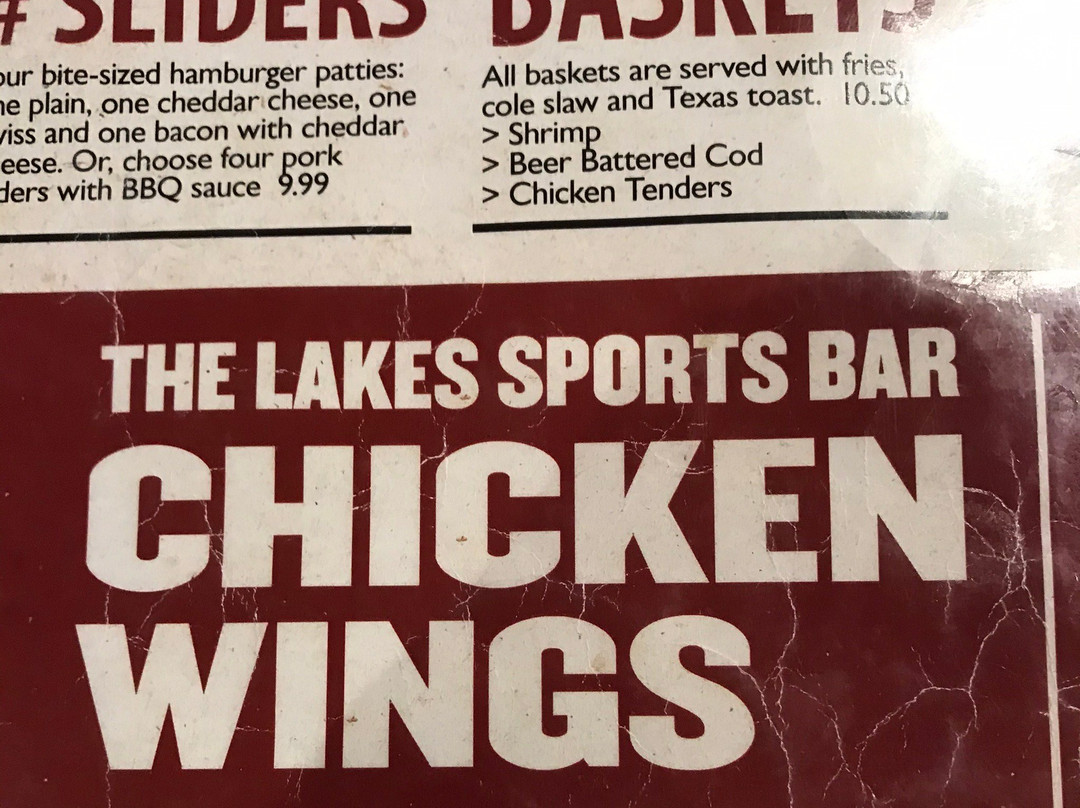 # SLIDERS
our bite-sized hamburger patties:
ne plain, one cheddar cheese, one
wiss and one bacon with cheddar
eese. Or, choose four pork
ders with BBQ sauce 9.99
BASKETS
All baskets are served with fries,
cole slaw and Texas toast. 10.50
> Shrimp
> Beer Battered Cod
> Chicken Tenders
THE LAKES SPORTS BAR
CHICKEN
WINGS